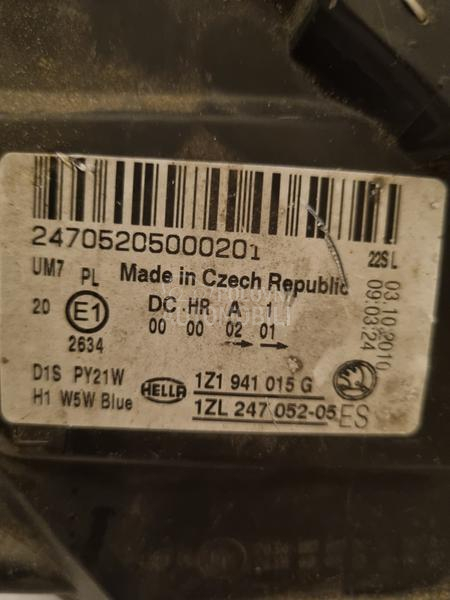 24705205000201
22S L
UM7 PL Made in Czech Republic
20 E1 DC HR A 1
00 00 02 01
2634
03.10.2010
09:03:24
D1S PY21W
H1 W5W Blue
HELLA
1Z1 941 015 G
1ZL 247 052-05
ES